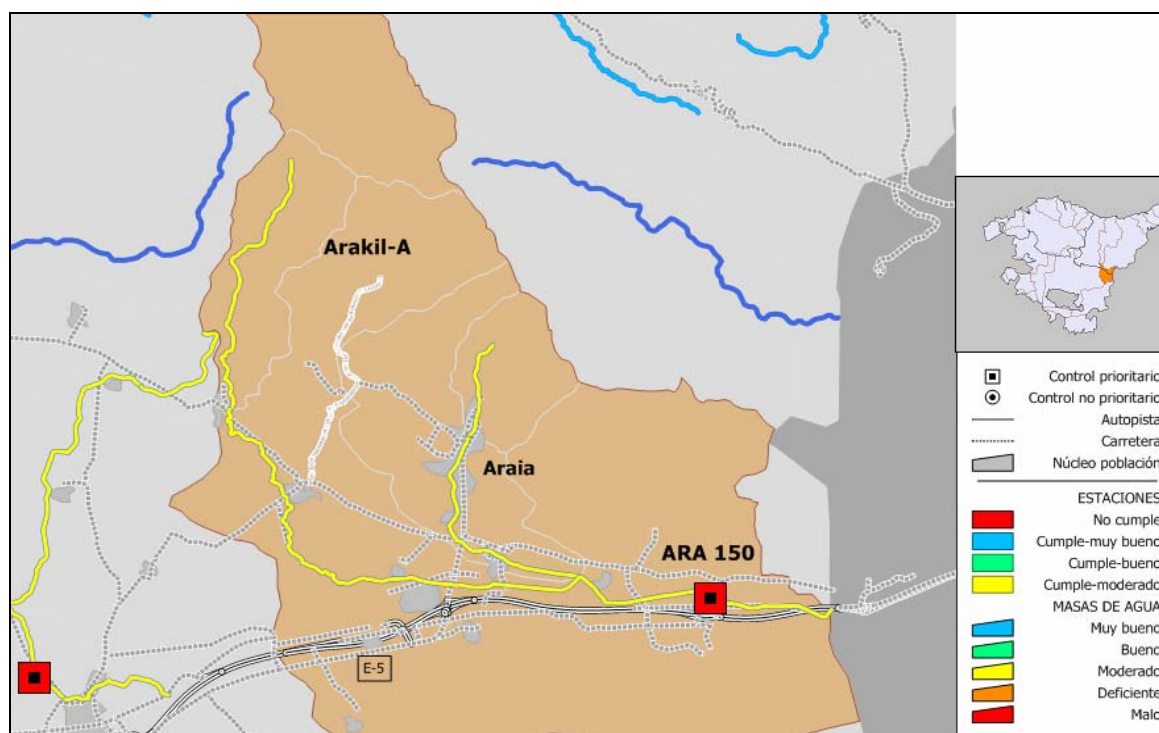 Arakil-A
Araia
ARA 150
E-5
Control prioritario
Control no prioritario
Autopista
Carretera
Núcleo población
ESTACIONES
No cumple
Cumple-muy bueno
Cumple-bueno
Cumple-moderado
MASAS DE AGUA
Muy bueno
Bueno
Moderado
Deficiente
Malo